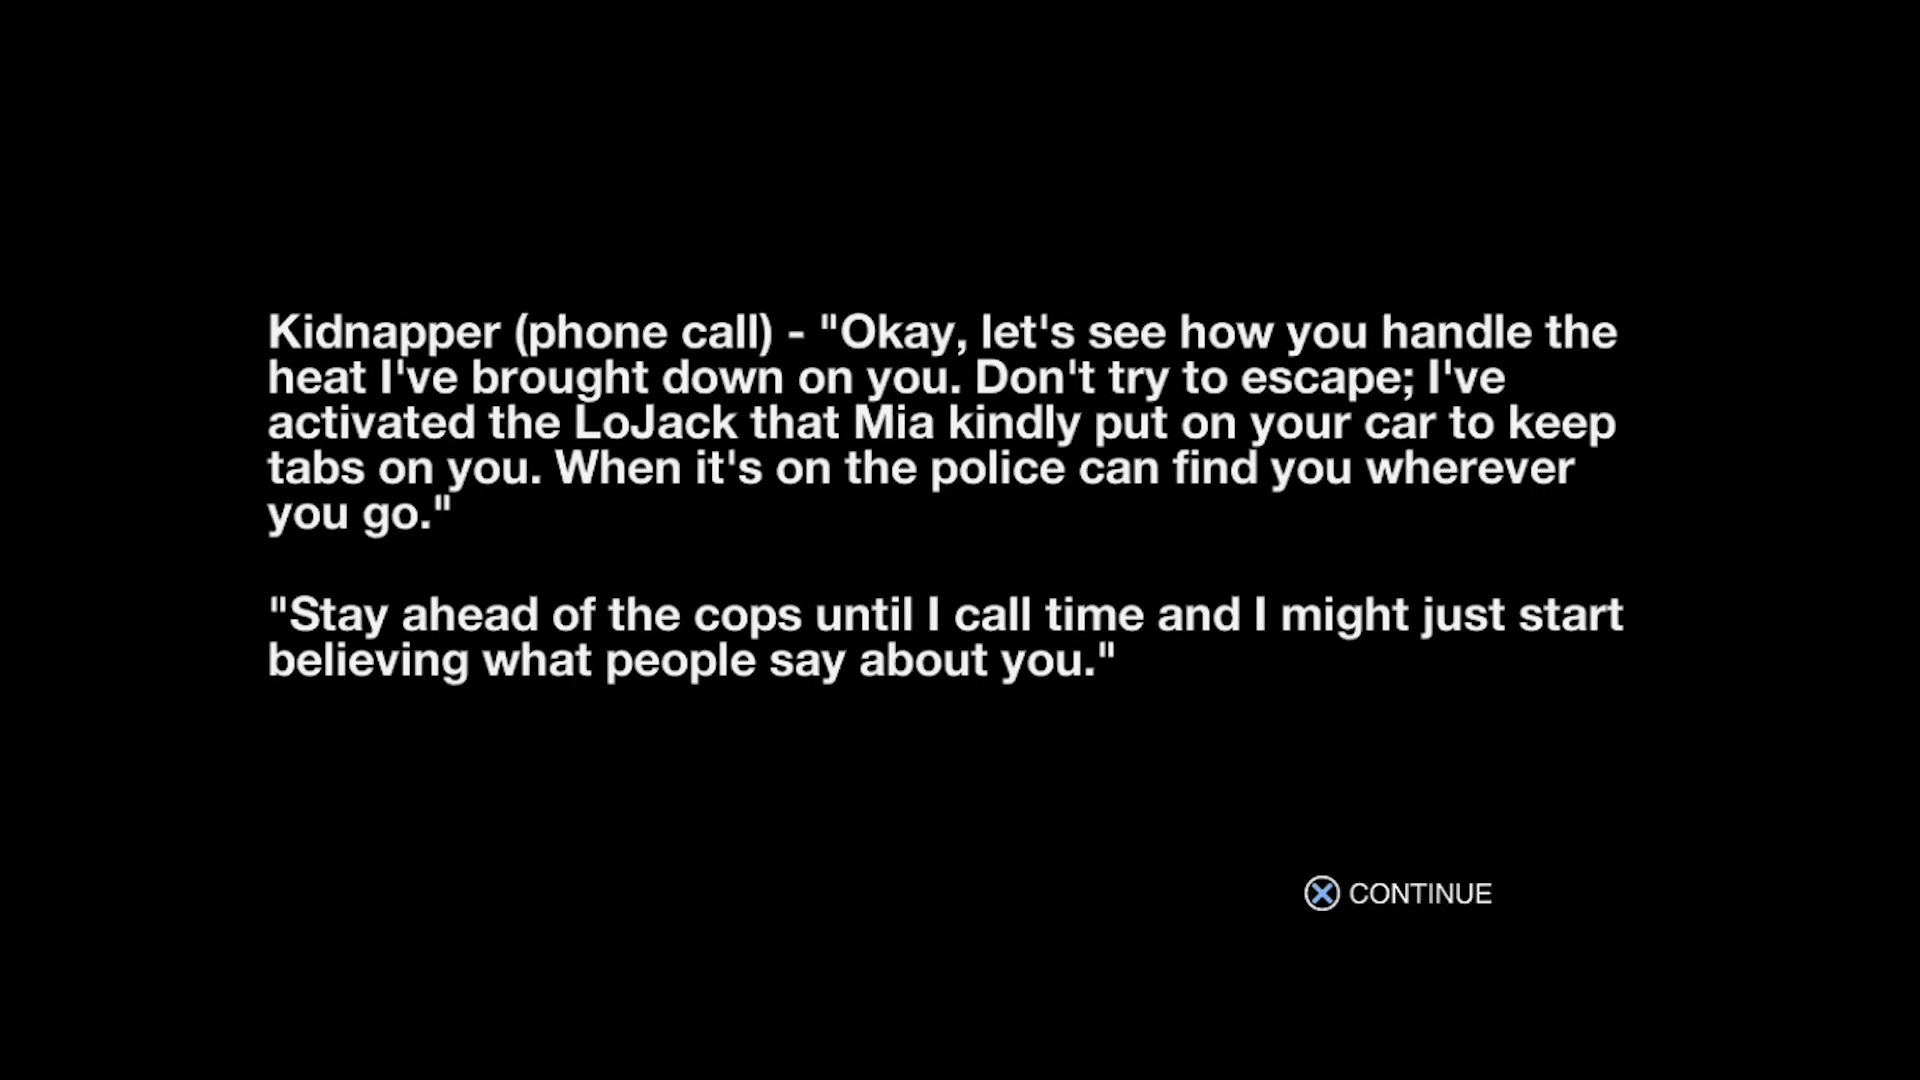 Kidnapper (phone call) - "Okay, let's see how you handle the
heat I've brought down on you. Don't try to escape; I've
activated the LoJack that Mia kindly put on your car to keep
tabs on you. When it's on the police can find you wherever
you go."
"Stay ahead of the cops until I call time and I might just start
believing what people say about you."
CONTINUE